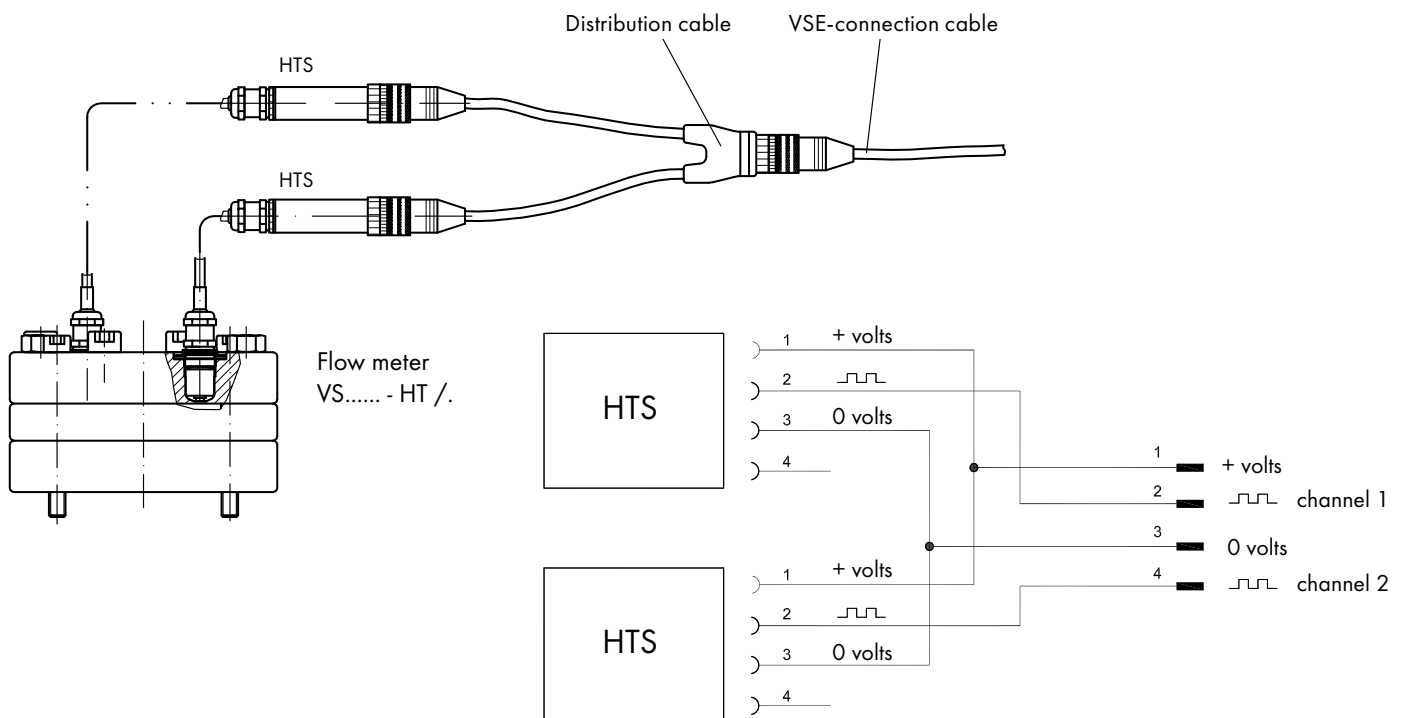 Distribution cable
VSE-connection cable
HTS
HTS
Flow meter
VS...... - HT /.
HTS
1 + volts
2
3 0 volts
4
HTS
1 + volts
2
3 0 volts
4
1 + volts
2 channel 1
3 0 volts
4 channel 2